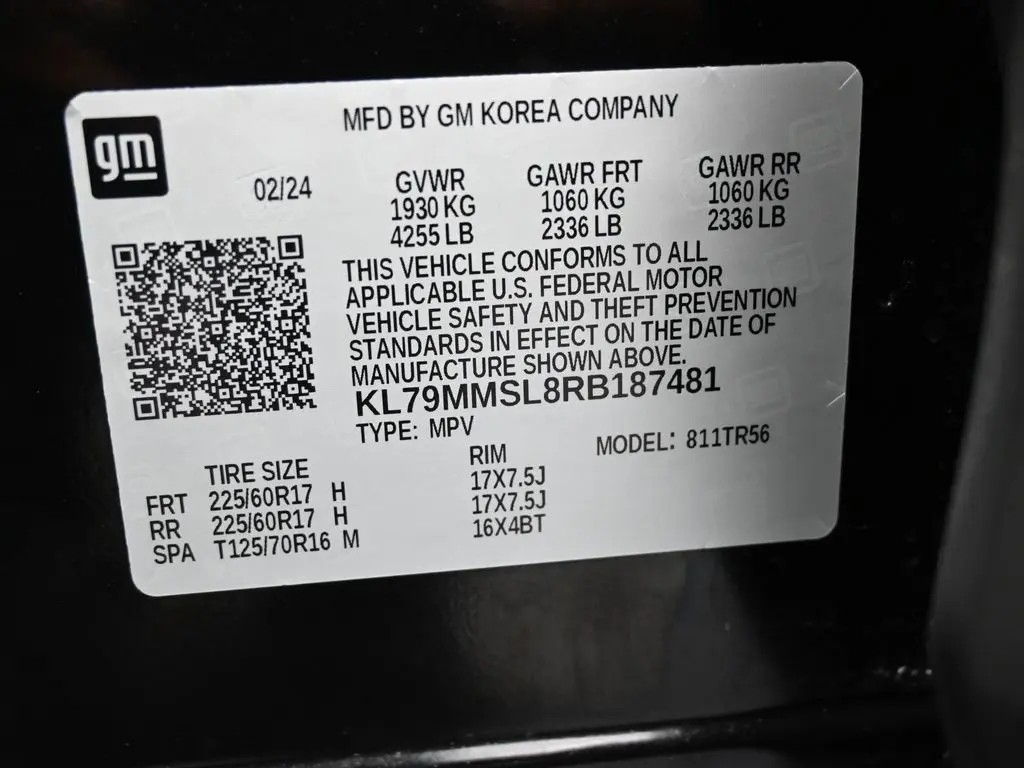 gm
MFD BY GM KOREA COMPANY
02/24
GVWR
1930 KG
4255 LB
GAWR FRT
1060 KG
2336 LB
GAWR RR
1060 KG
2336 LB
THIS VEHICLE CONFORMS TO ALL
APPLICABLE U.S. FEDERAL MOTOR
VEHICLE SAFETY AND THEFT PREVENTION
STANDARDS IN EFFECT ON THE DATE OF
MANUFACTURE SHOWN ABOVE.
KL79MMSL8RB187481
TYPE: MPV
MODEL: 811TR56
TIRE SIZE RIM
FRT 225/60R17 H 17X7.5J
RR 225/60R17 H 17X7.5J
SPA T125/70R16 M 16X4BT